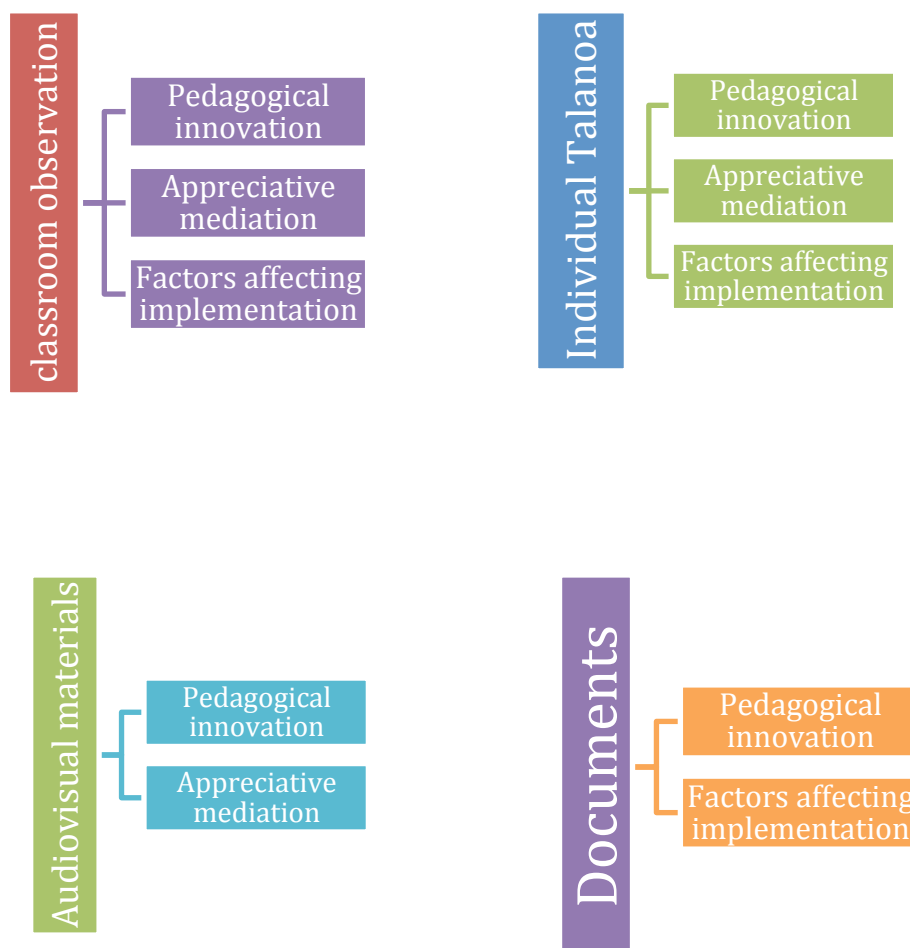 classroom observation
Pedagogical
innovation
Appreciative
mediation
Factors affecting
implementation
Individual Talanoa
Pedagogical
innovation
Appreciative
mediation
Factors affecting
implementation
Audiovisual materials
Pedagogical
innovation
Appreciative
mediation
Documents
Pedagogical
innovation
Factors affecting
implementation